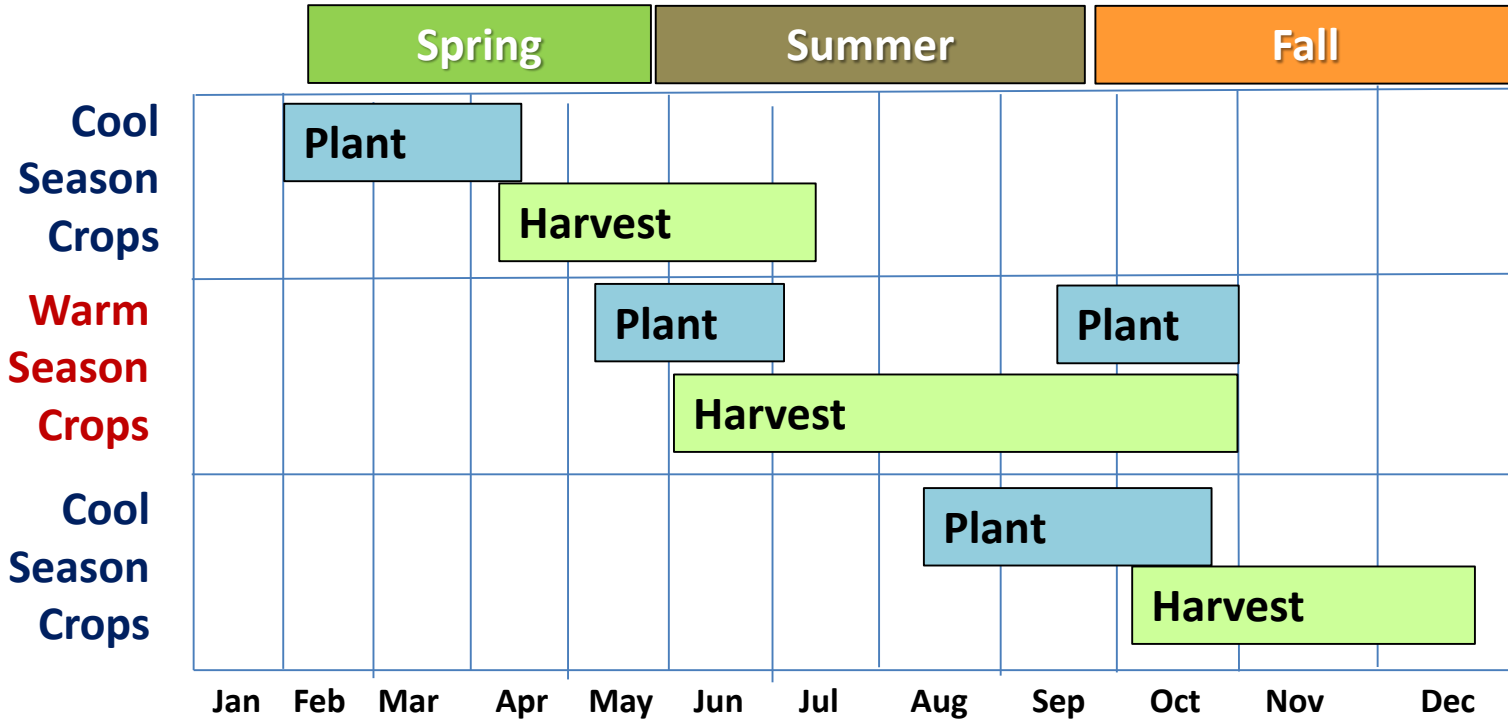 Spring Summer Fall
Cool
Season
Crops
Plant
Harvest
Warm
Season
Crops
Plant Plant
Harvest
Cool
Season
Crops
Plant
Harvest
Jan Feb Mar Apr May Jun Jul Aug Sep Oct Nov Dec